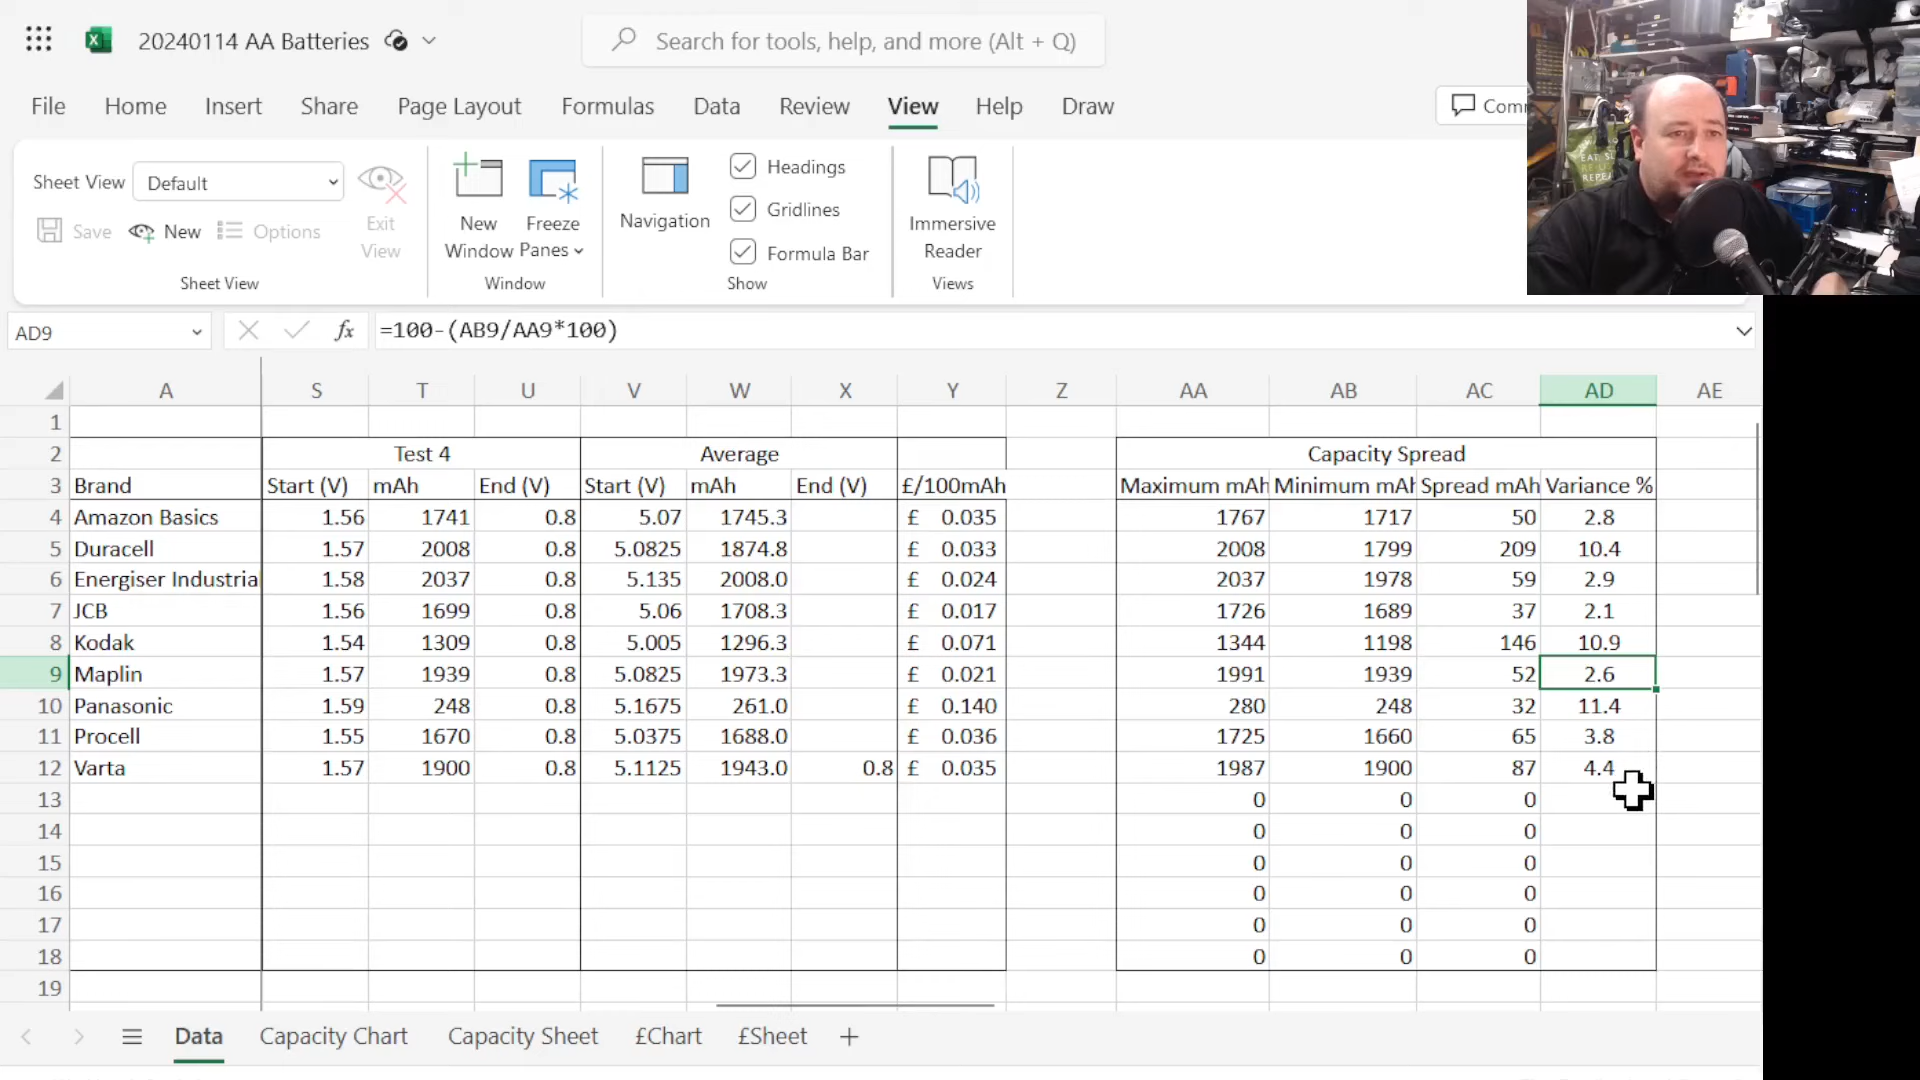 20240114 AA Batteries
Search for tools, help, and more (Alt + Q)
File Home Insert Share Page Layout Formulas Data Review View Help Draw
Comm
Sheet View Default
Save New Options
Exit View
Sheet View
New Window
Freeze Panes
Window
Navigation
Headings
Gridlines
Formula Bar
Show
Immersive Reader
Views
EAT. SL
RE-USE
REPEA
AD9 fx =100-(AB9/AA9*100)
A S T U V W X Y Z AA AB AC AD AE
1
2 Test 4 Average Capacity Spread
3 Brand Start (V) mAh End (V) Start (V) mAh End (V) £/100mAh Maximum mAh Minimum mAh Spread mAh Variance %
4 Amazon Basics 1.56 1741 0.8 5.07 1745.3 £ 0.035 1767 1717 50 2.8
5 Duracell 1.57 2008 0.8 5.0825 1874.8 £ 0.033 2008 1799 209 10.4
6 Energiser Industrial 1.58 2037 0.8 5.135 2008.0 £ 0.024 2037 1978 59 2.9
7 JCB 1.56 1699 0.8 5.06 1708.3 £ 0.017 1726 1689 37 2.1
8 Kodak 1.54 1309 0.8 5.005 1296.3 £ 0.071 1344 1198 146 10.9
9 Maplin 1.57 1939 0.8 5.0825 1973.3 £ 0.021 1991 1939 52 2.6
10 Panasonic 1.59 248 0.8 5.1675 261.0 £ 0.140 280 248 32 11.4
11 Procell 1.55 1670 0.8 5.0375 1688.0 £ 0.036 1725 1660 65 3.8
12 Varta 1.57 1900 0.8 5.1125 1943.0 0.8 £ 0.035 1987 1900 87 4.4
13 0 0 0
14 0 0 0
15 0 0 0
16 0 0 0
17 0 0 0
18 0 0 0
19
Data Capacity Chart Capacity Sheet £Chart £Sheet